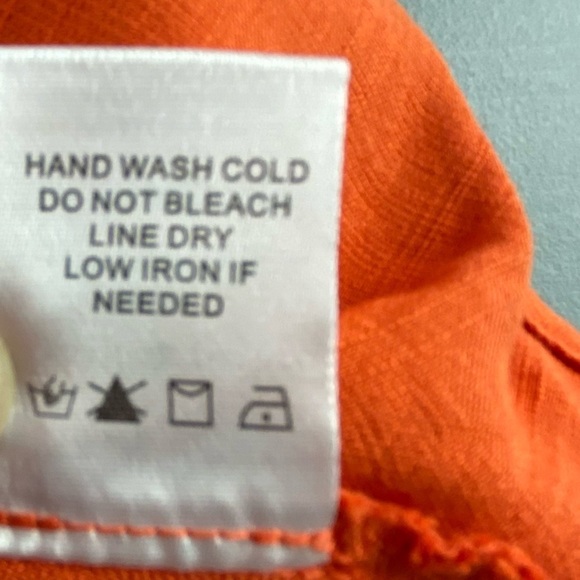 HAND WASH COLD
DO NOT BLEACH
LINE DRY
LOW IRON IF
NEEDED